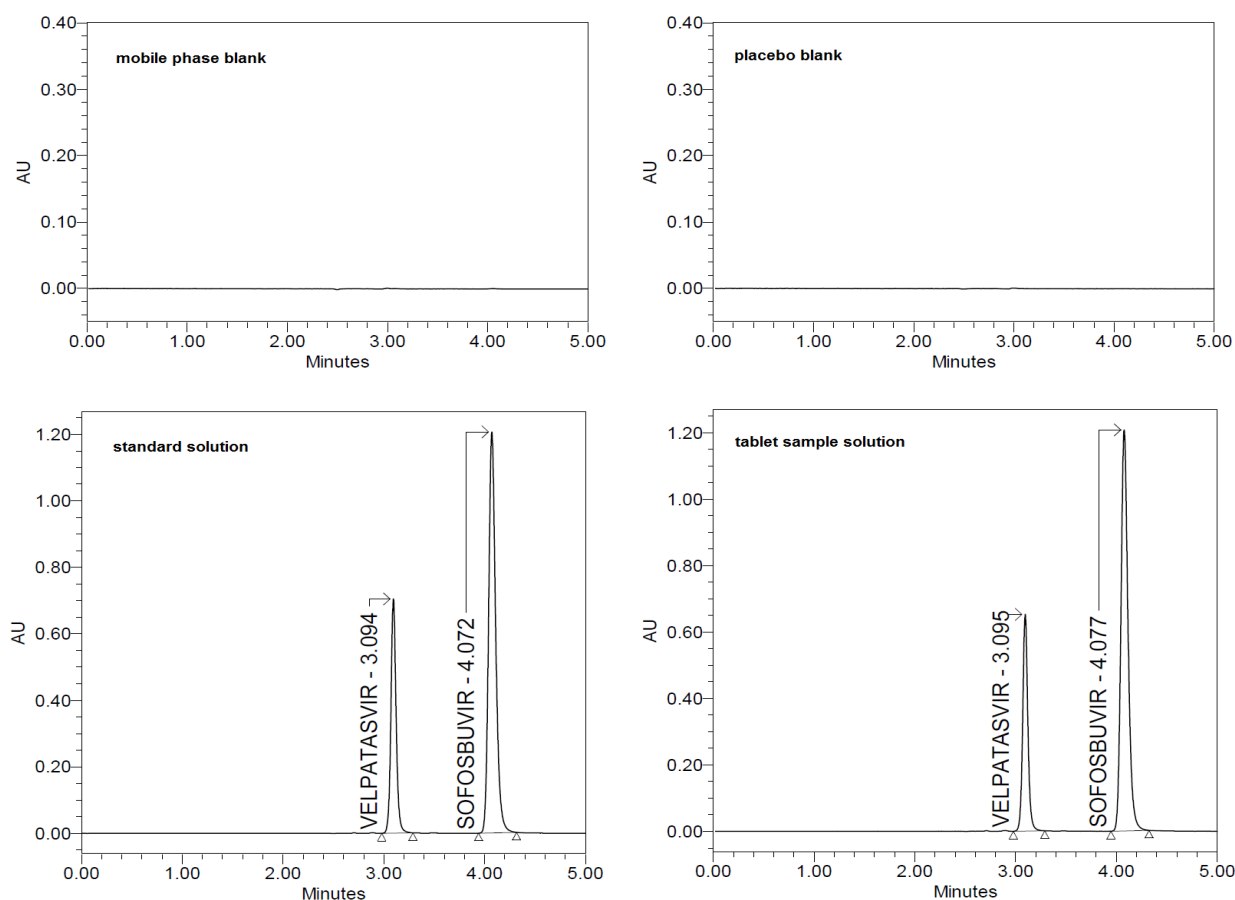 mobile phase blank
0.40
0.30
0.20
0.10
0.00
AU
0.00 1.00 2.00 3.00 4.00 5.00
Minutes
placebo blank
0.40
0.30
0.20
0.10
0.00
AU
0.00 1.00 2.00 3.00 4.00 5.00
Minutes
standard solution
1.20
1.00
0.80
0.60
0.40
0.20
0.00
AU
VELPATASVIR - 3.094
SOFOSBUVIR - 4.072
0.00 1.00 2.00 3.00 4.00 5.00
Minutes
tablet sample solution
1.20
1.00
0.80
0.60
0.40
0.20
0.00
AU
VELPATASVIR - 3.095
SOFOSBUVIR - 4.077
0.00 1.00 2.00 3.00 4.00 5.00
Minutes